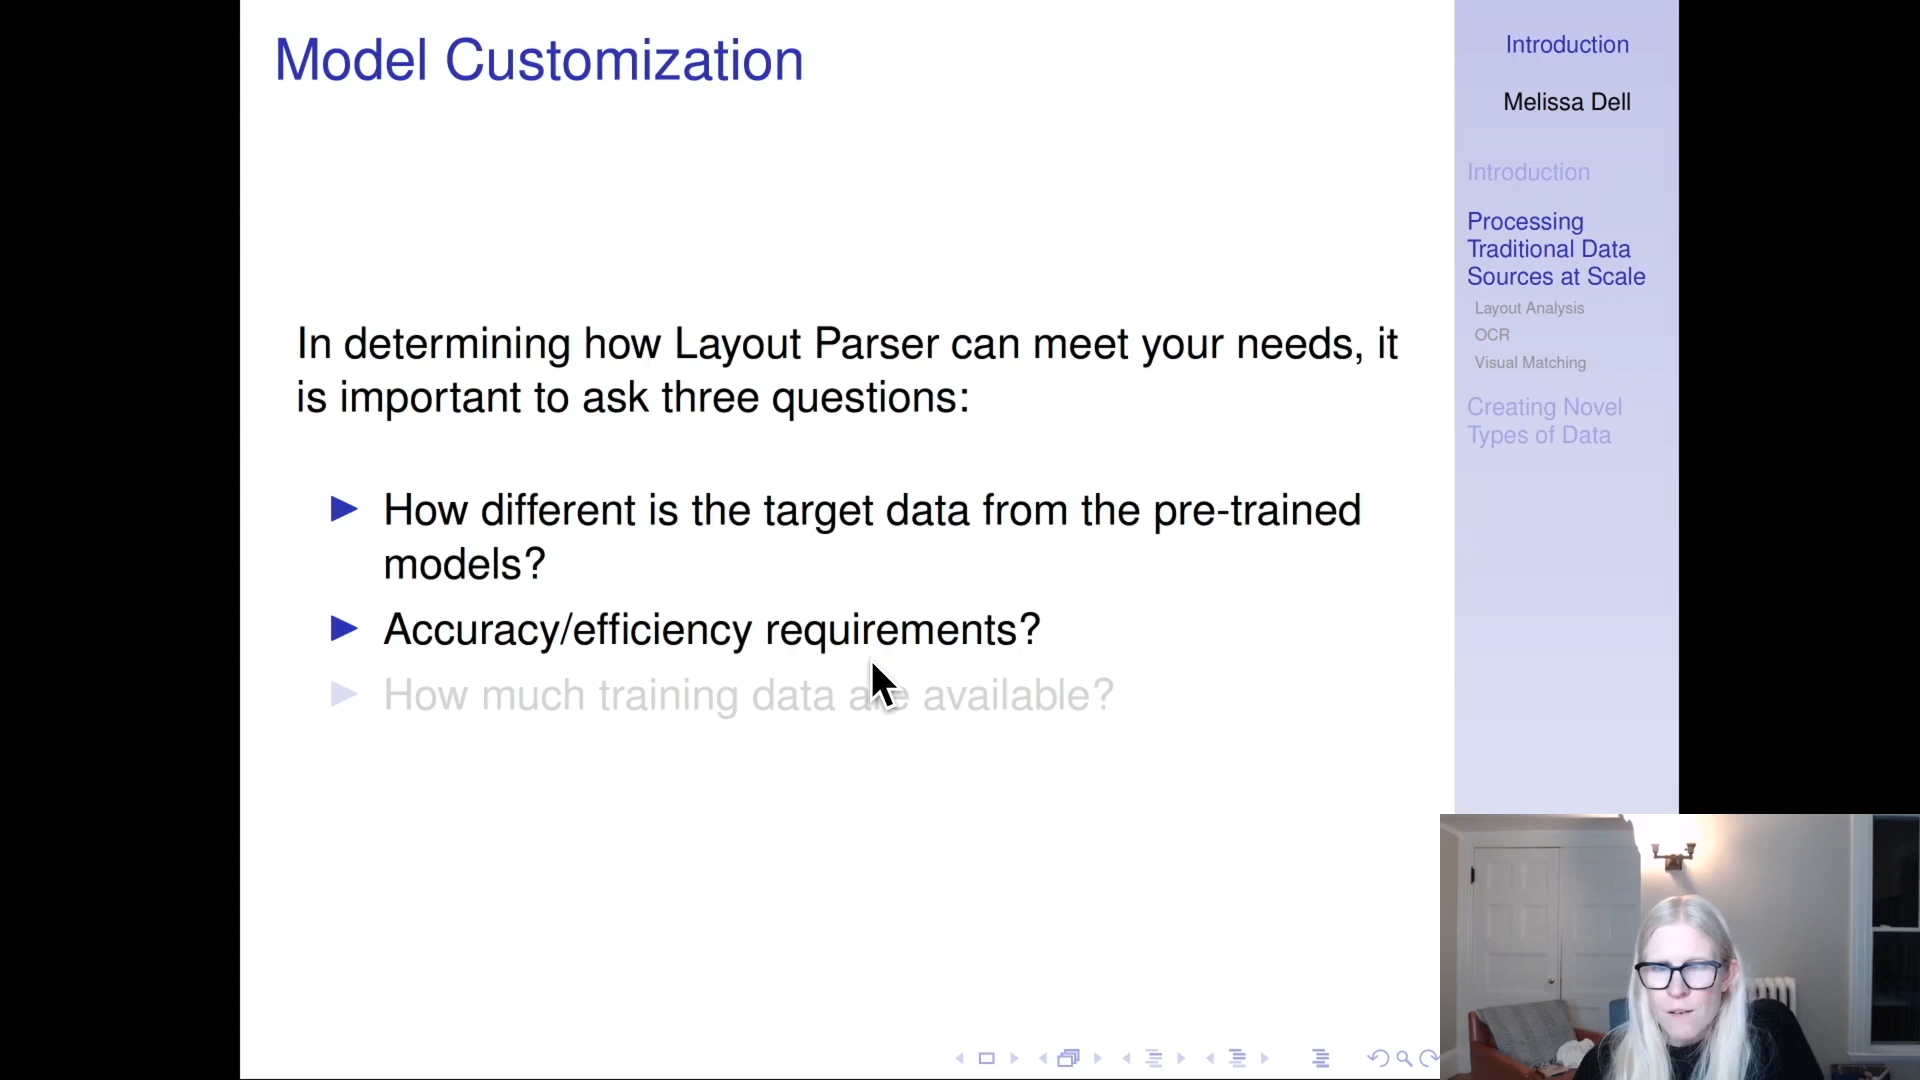 Model Customization
In determining how Layout Parser can meet your needs, it
is important to ask three questions:
How different is the target data from the pre-trained
models?
Accuracy/efficiency requirements?
How much training data are available?
Introduction
Melissa Dell
Introduction
Processing
Traditional Data
Sources at Scale
Layout Analysis
OCR
Visual Matching
Creating Novel
Types of Data